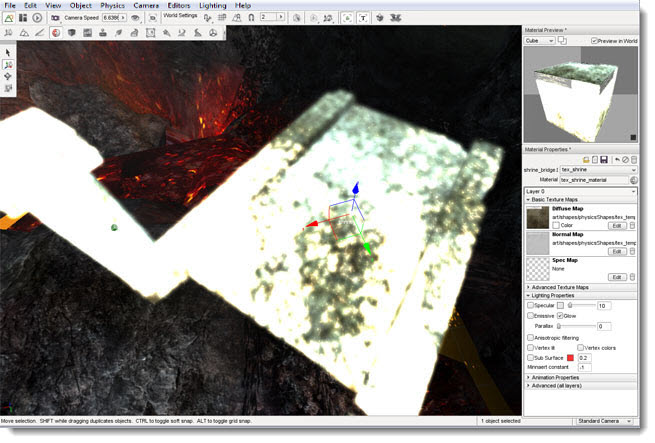 File Edit View Object Physics Camera Editors Lighting Help
Camera Speed 6.6386 World Settings 2
Material Preview *
Cube Preview in World
Material Properties *
shrine_bridge tex_shrine
Material tex_shrine_material
Layer 0
Basic Texture Maps
Diffuse Map
art/shapes/physicsShapes/tex_temp
Color Edit
Normal Map
art/shapes/physicsShapes/tex_temp
Edit
Spec Map
None
Edit
Advanced Texture Maps
Lighting Properties
Specular 10
Emissive Glow
Parallax 0
Anisotropic filtering
Vertex lit Vertex colors
Sub Surface 0.2
Minnaert constant -1
Animation Properties
Advanced (all layers)
Move selection. SHIFT while dragging duplicates objects. CTRL to toggle soft snap. ALT to toggle grid snap. 1 object selected Standard Camera